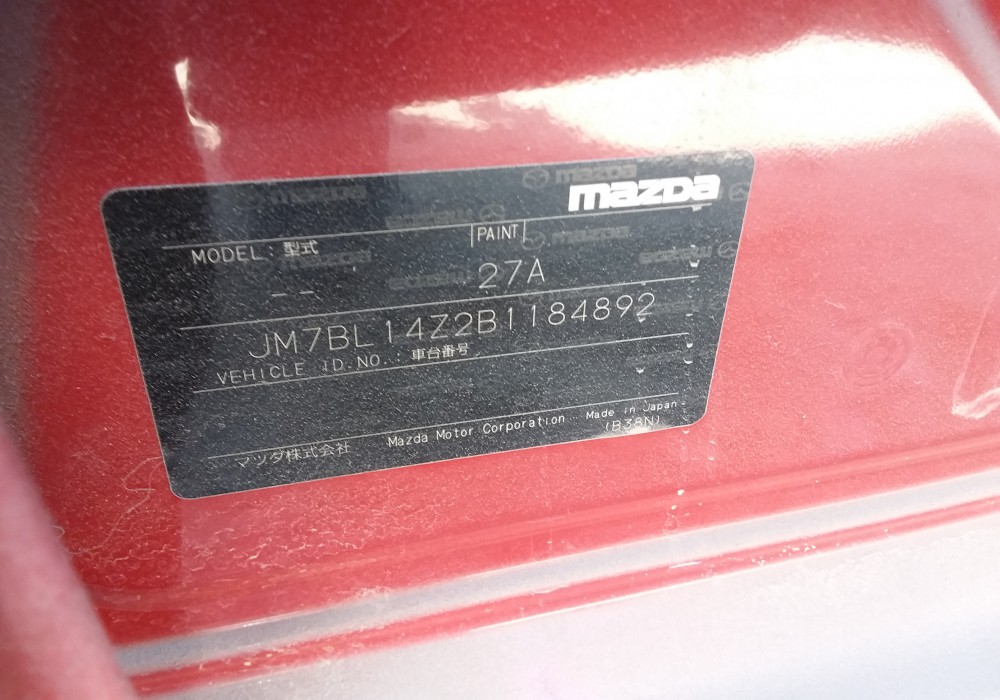 mazda
MODEL: 型式
PAINT
-- 27A
JM7BL14Z2B1184892
VEHICLE ID.NO.: 車台番号
マツダ株式会社 Mazda Motor Corporation Made in Japan
(B38N)